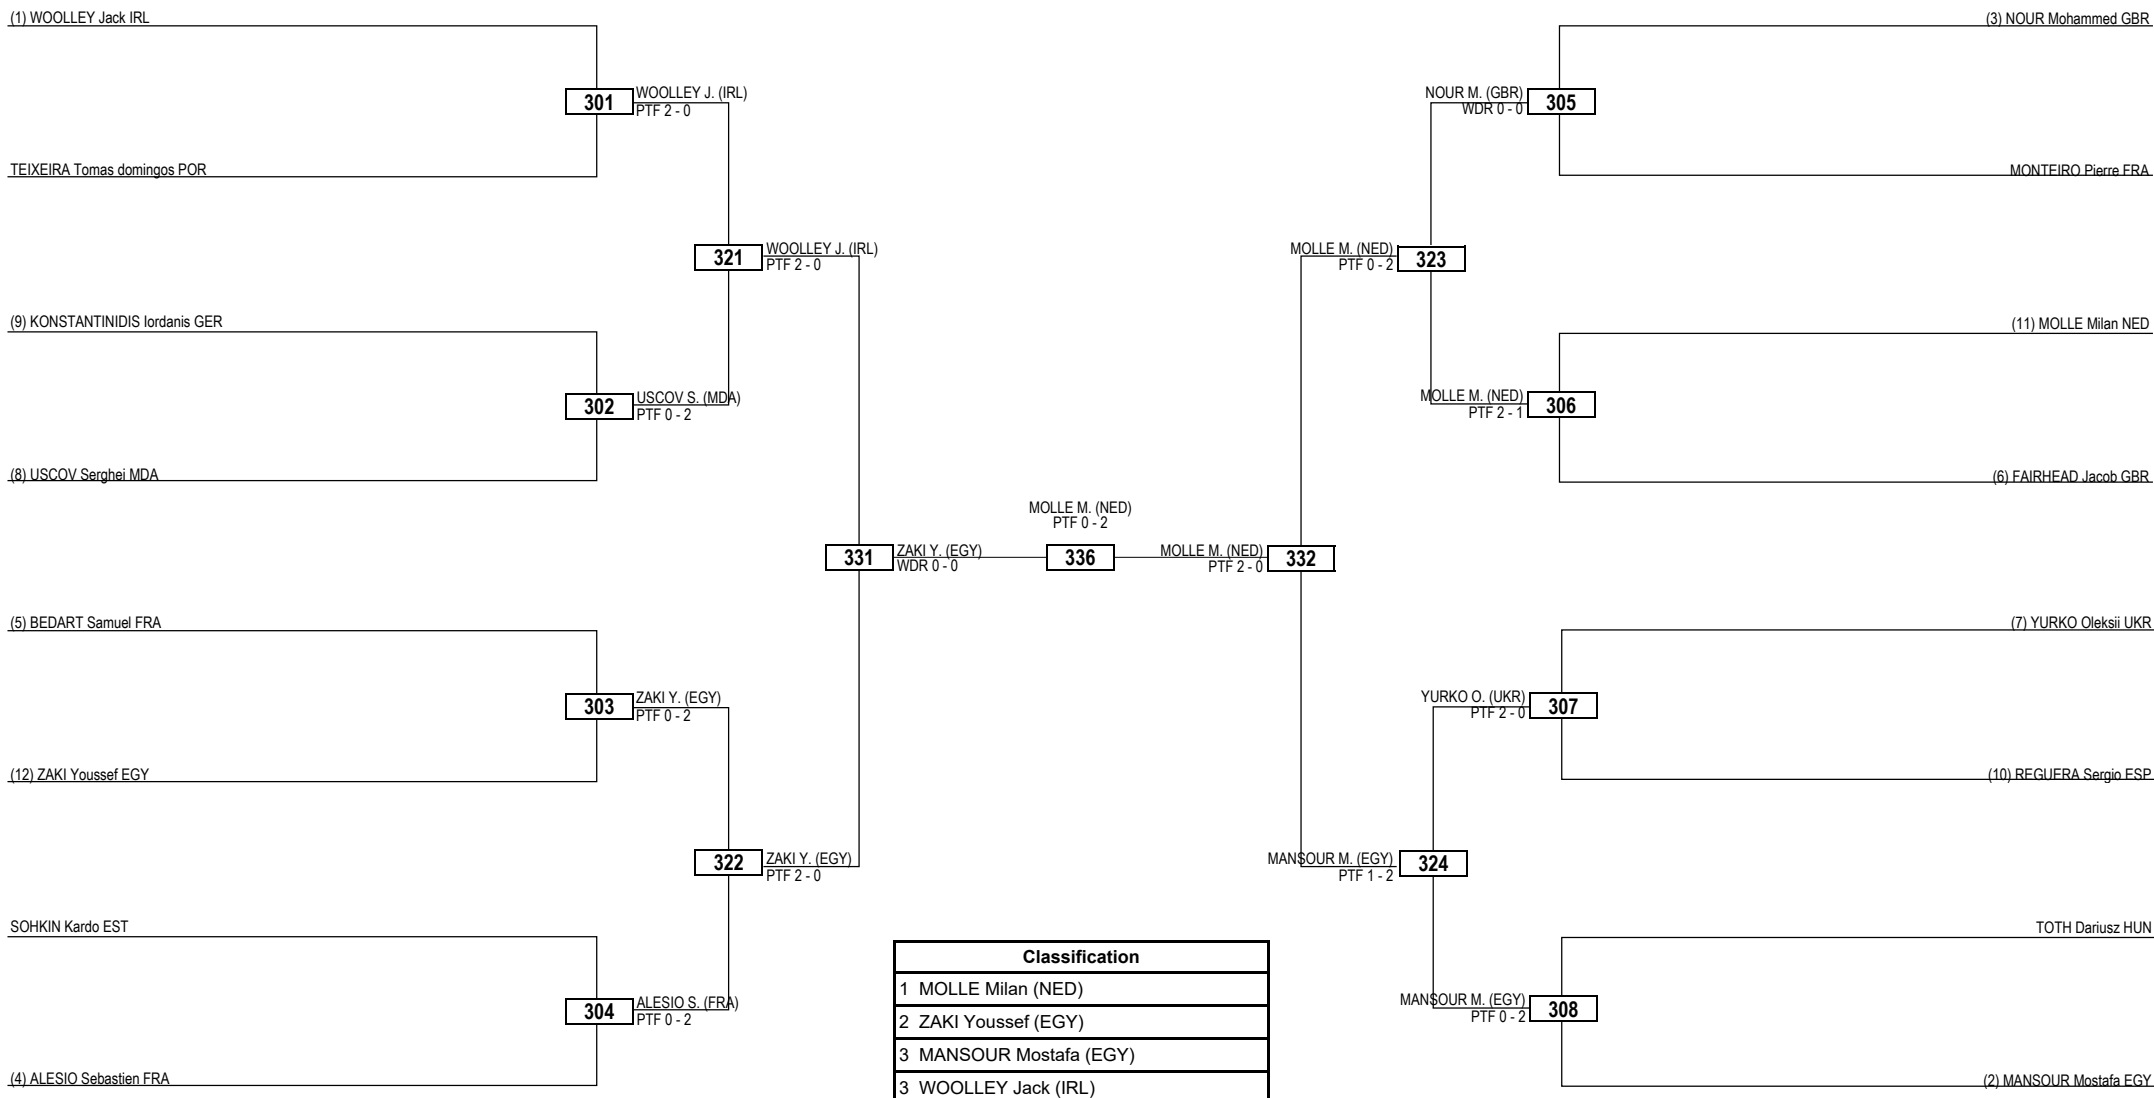 (1) WOOLLEY Jack IRL
301
WOOLLEY J. (IRL)
PTF 2 - 0
TEIXEIRA Tomas domingos POR
321
WOOLLEY J. (IRL)
PTF 2 - 0
(9) KONSTANTINIDIS Iordanis GER
302
USCOV S. (MDA)
PTF 0 - 2
(8) USCOV Serghei MDA
331
ZAKI Y. (EGY)
WDR 0 - 0
(5) BEDART Samuel FRA
303
ZAKI Y. (EGY)
PTF 0 - 2
(12) ZAKI Youssef EGY
322
ZAKI Y. (EGY)
PTF 2 - 0
SOHKIN Kardo EST
304
ALESIO S. (FRA)
PTF 0 - 2
(4) ALESIO Sebastien FRA
MOLLE M. (NED)
PTF 0 - 2
336
(3) NOUR Mohammed GBR
NOUR M. (GBR)
WDR 0 - 0
305
MONTEIRO Pierre FRA
MOLLE M. (NED)
PTF 0 - 2
323
(11) MOLLE Milan NED
MOLLE M. (NED)
PTF 2 - 1
306
(6) FAIRHEAD Jacob GBR
MOLLE M. (NED)
PTF 2 - 0
332
(7) YURKO Oleksii UKR
YURKO O. (UKR)
PTF 2 - 0
307
(10) REGUERA Sergio ESP
MANSOUR M. (EGY)
PTF 1 - 2
324
TOTH Dariusz HUN
MANSOUR M. (EGY)
PTF 0 - 2
308
(2) MANSOUR Mostafa EGY
Classification
1 MOLLE Milan (NED)
2 ZAKI Youssef (EGY)
3 MANSOUR Mostafa (EGY)
3 WOOLLEY Jack (IRL)